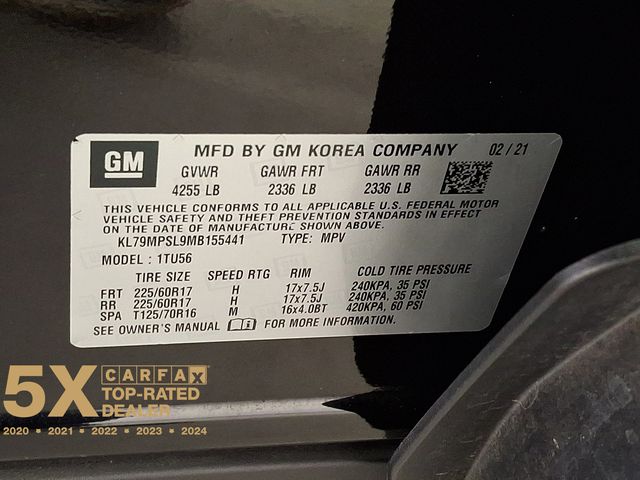 GM MFD BY GM KOREA COMPANY 02/21
GVWR GAWR FRT GAWR RR
4255 LB 2336 LB 2336 LB
THIS VEHICLE CONFORMS TO ALL APPLICABLE U.S. FEDERAL MOTOR
VEHICLE SAFETY AND THEFT PREVENTION STANDARDS IN EFFECT
ON THE DATE OF MANUFACTURE SHOWN ABOVE.
KL79MPSL9MB155441 TYPE: MPV
MODEL : 1TU56
TIRE SIZE SPEED RTG RIM COLD TIRE PRESSURE
FRT 225/60R17 H 17x7.5J 240KPA, 35 PSI
RR 225/60R17 H 17x7.5J 240KPA, 35 PSI
SPA T125/70R16 M 16x4.0BT 420KPA, 60 PSI
SEE OWNER'S MANUAL FOR MORE INFORMATION.
5X CARFAX
TOP-RATED
DEALER
2020 • 2021 • 2022 • 2023 • 2024